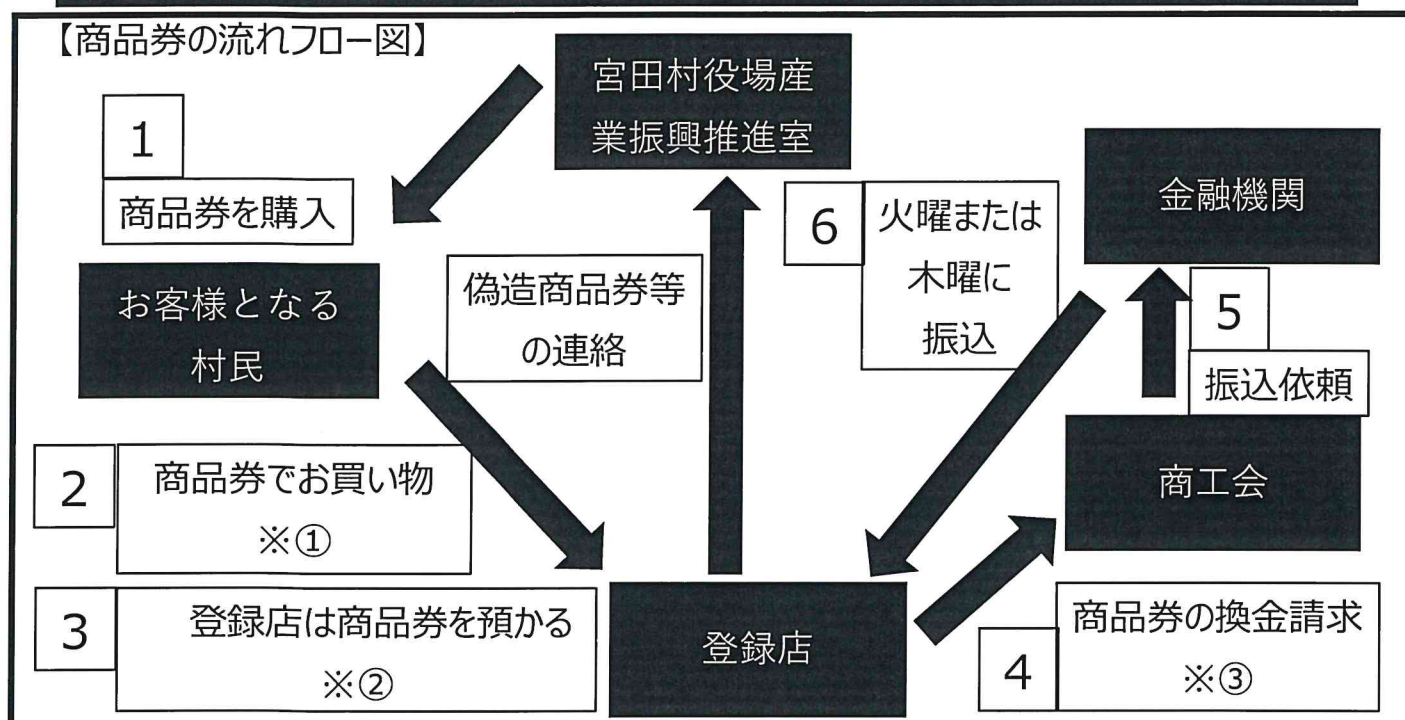 【商品券の流れフロー図】
宮田村役場産
業振興推進室
1
商品券を購入
お客様となる
村民
偽造商品券等
の連絡
6
火曜または
木曜に
振込
金融機関
5
振込依頼
商工会
2
商品券でお買い物
※①
3
登録店は商品券を預かる
※②
登録店
4
商品券の換金請求
※③